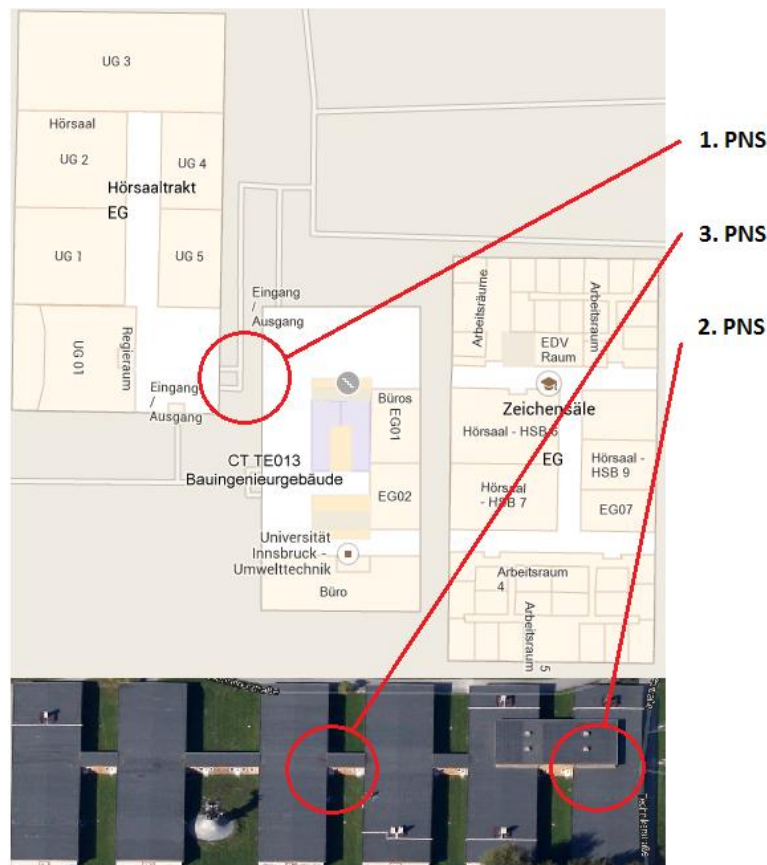 UG 3
1. PNS
Hörsaal
UG 2
UG 4
Hörsaaltrakt
EG
3. PNS
UG 1
UG 5
Eingang
/
Ausgang
Arbeitsräume
Arbeitsraum
2. PNS
UG 01
Regieraum
EDV
Raum
Eingang
/
Ausgang
Büros
EG01
Zeichensäle
Hörsaal - HSB 6
EG
CT TE013
Bauingenieurgebäude
Hörsaal -
HSB 9
EG02
Hörsaal
- HSB 7
EG07
Universität
Innsbruck -
Umwelttechnik
Büro
Arbeitsraum
4
Arbeitsraum
5
Technikerstraße